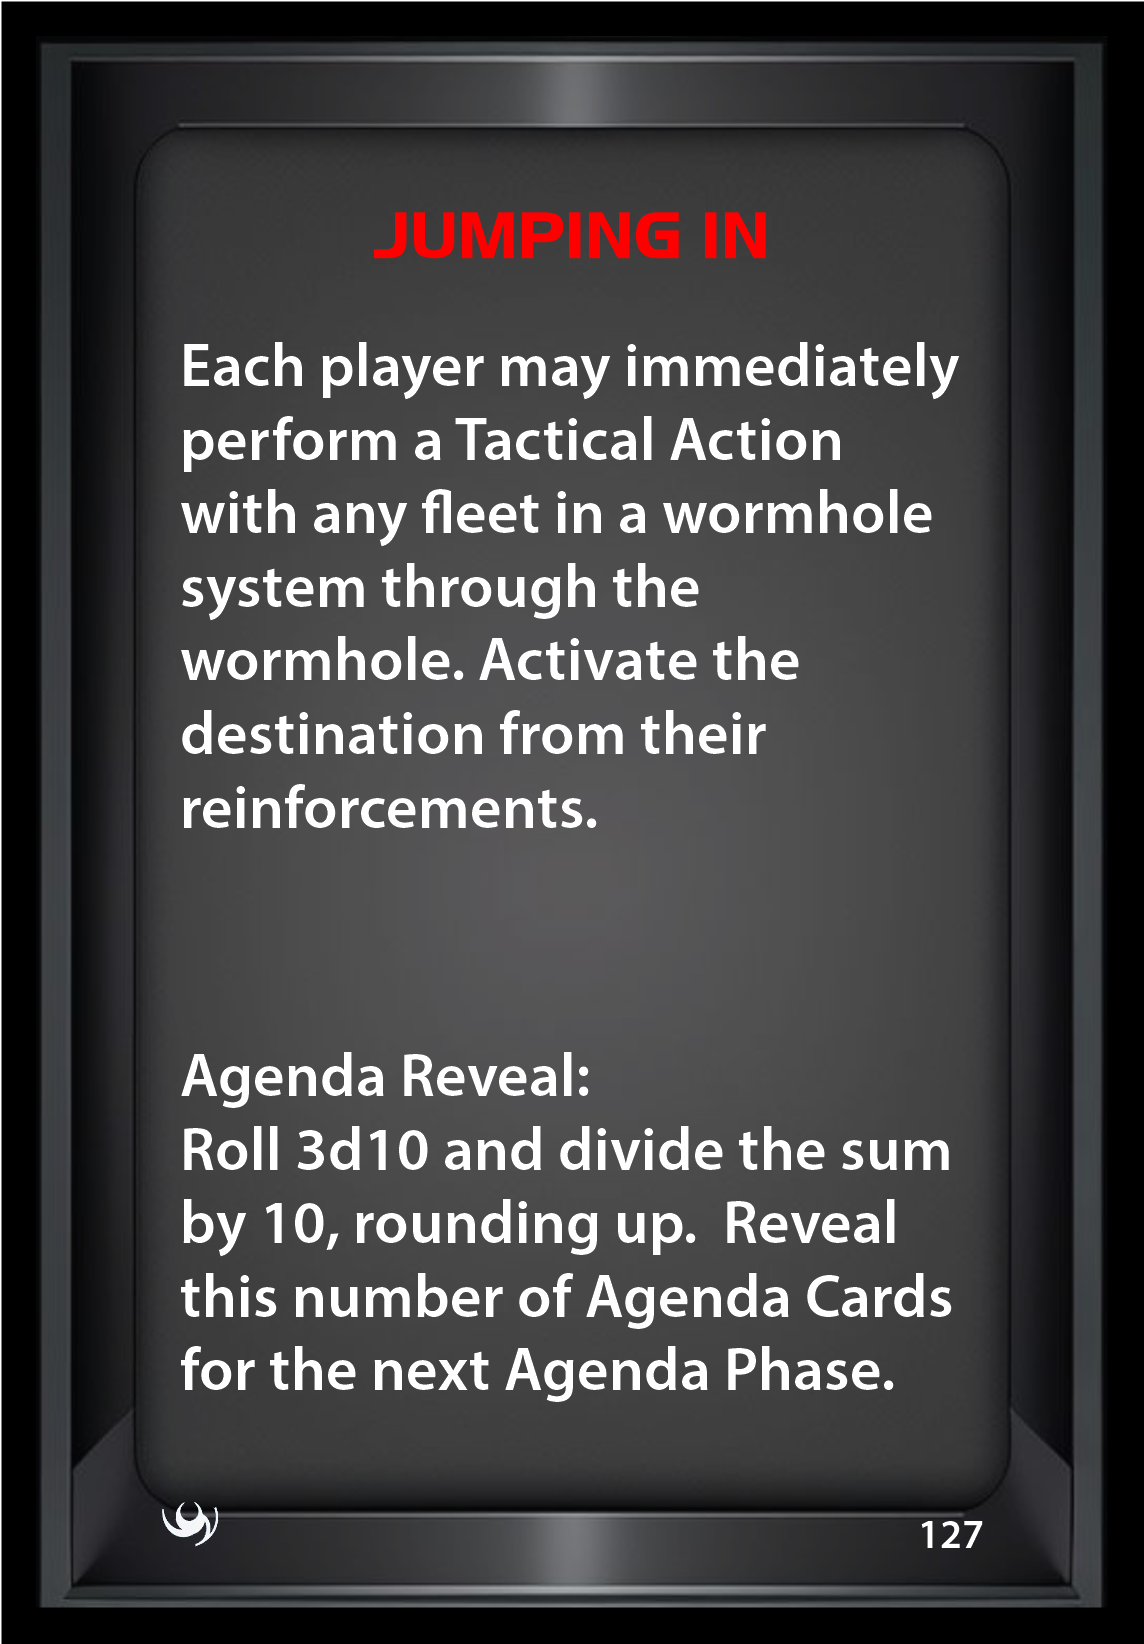 JUMPING IN
Each player may immediately
perform a Tactical Action
with any fleet in a wormhole
system through the
wormhole. Activate the
destination from their
reinforcements.
Agenda Reveal:
Roll 3d10 and divide the sum
by 10, rounding up.  Reveal
this number of Agenda Cards
for the next Agenda Phase.
127